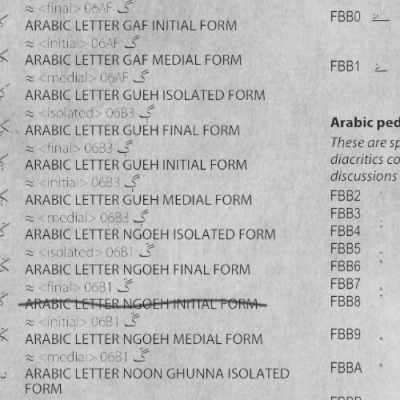 ≈ <final> 06AF گ
ARABIC LETTER GAF INITIAL FORM
≈ <initial> 06AF گ
ARABIC LETTER GAF MEDIAL FORM
≈ <medial> 06AF گ
ARABIC LETTER GUEH ISOLATED FORM
≈ <isolated> 06B3 ڳ
ARABIC LETTER GUEH FINAL FORM
≈ <final> 06B3 ڳ
ARABIC LETTER GUEH INITIAL FORM
≈ <initial> 06B3 ڳ
ARABIC LETTER GUEH MEDIAL FORM
≈ <medial> 06B3 ڳ
ARABIC LETTER NGOEH ISOLATED FORM
≈ <isolated> 06B1 ڱ
ARABIC LETTER NGOEH FINAL FORM
≈ <final> 06B1 ڱ
ARABIC LETTER NGOEH INITIAL FORM
≈ <initial> 06B1 ڱ
ARABIC LETTER NGOEH MEDIAL FORM
≈ <medial> 06B1 ڱ
ARABIC LETTER NOON GHUNNA ISOLATED
FORM
FBB0
FBB1
Arabic ped
These are sp
diacritics co
discussions
FBB2
FBB3
FBB4
FBB5
FBB6
FBB7
FBB8
FBB9
FBBA